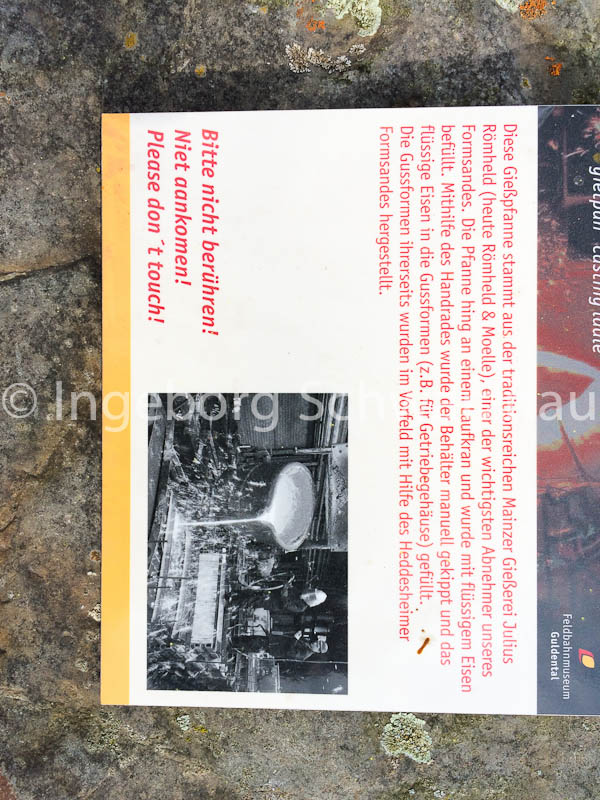 gietpan casting ladle
Feldbahnmuseum
Guldental
Diese Gießpfanne stammt aus der traditionsreichen Mainzer Gießerei Julius
Römheld (heute Römheld & Moelle), einer der wichtigsten Abnehmer unseres
Formsandes. Die Pfanne hing an einem Laufkran und wurde mit flüssigem Eisen
befüllt. Mithilfe des Handrades wurde der Behälter manuell gekippt und das
flüssige Eisen in die Gussformen (z.B. für Getriebegehäuse) gefüllt.
Die Gussformen ihrerseits wurden im Vorfeld mit Hilfe des Heddesheimer
Formsandes hergestellt.
Bitte nicht berühren!
Niet aankomen!
Please don´t touch!
© Ingeborg